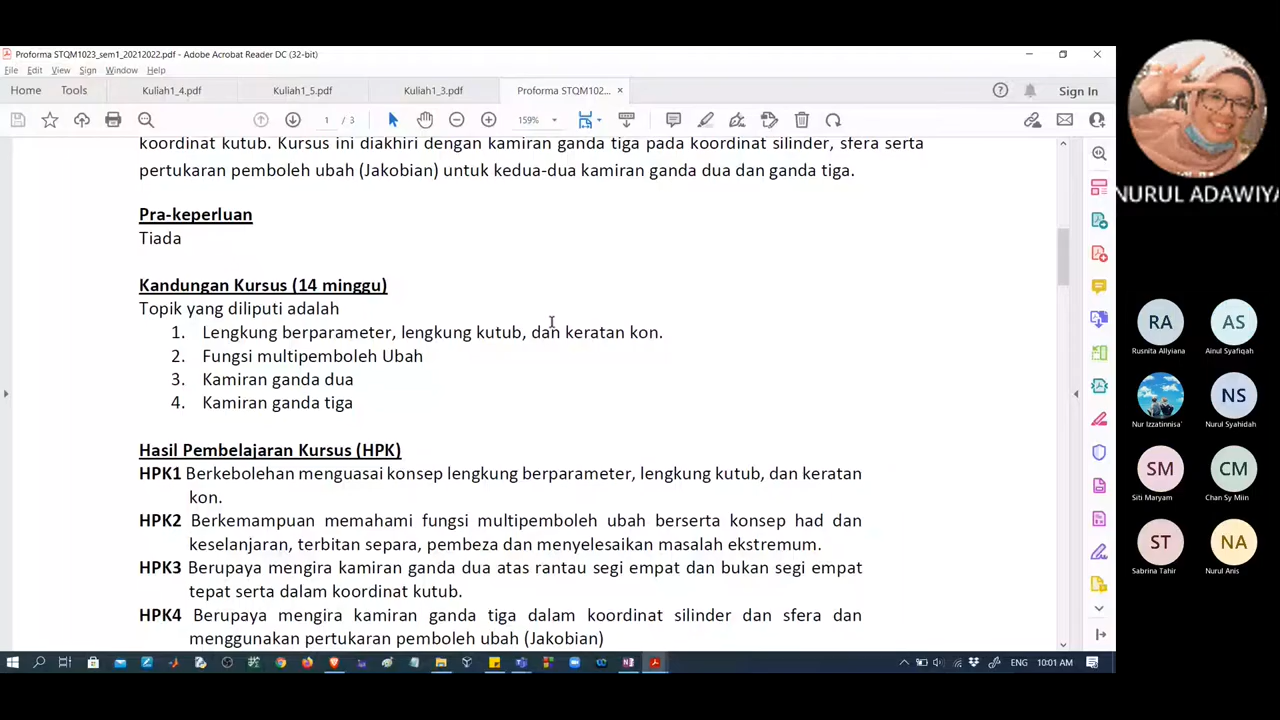 Proforma STQM1023_sem1_20212022.pdf - Adobe Acrobat Reader DC (32-bit)
File Edit View Sign Window Help
Home Tools Kuliah1_4.pdf Kuliah1_5.pdf Kuliah1_3.pdf Proforma STQM102... × Sign In
1 / 3 159%
koordinat kutub. Kursus ini diakhiri dengan kamiran ganda tiga pada koordinat silinder, sfera serta
pertukaran pemboleh ubah (Jakobian) untuk kedua-dua kamiran ganda dua dan ganda tiga.
Pra-keperluan
Tiada
Kandungan Kursus (14 minggu)
Topik yang diliputi adalah
1. Lengkung berparameter, lengkung kutub, dan keratan kon.
2. Fungsi multipemboleh Ubah
3. Kamiran ganda dua
4. Kamiran ganda tiga
Hasil Pembelajaran Kursus (HPK)
HPK1 Berkebolehan menguasai konsep lengkung berparameter, lengkung kutub, dan keratan
kon.
HPK2 Berkemampuan memahami fungsi multipemboleh ubah berserta konsep had dan
keselanjaran, terbitan separa, pembeza dan menyelesaikan masalah ekstremum.
HPK3 Berupaya mengira kamiran ganda dua atas rantau segi empat dan bukan segi empat
tepat serta dalam koordinat kutub.
HPK4 Berupaya mengira kamiran ganda tiga dalam koordinat silinder dan sfera dan
menggunakan pertukaran pemboleh ubah (Jakobian)
ENG 10:01 AM
NURUL ADAWIYA
RA AS
Rusnita Allyiana Ainul Syafiqah
NS
Nur Izzatinnisa' Nurul Syahidah
SM CM
Siti Maryam Chan Sy Miin
ST NA
Sabrina Tahir Nurul Anis